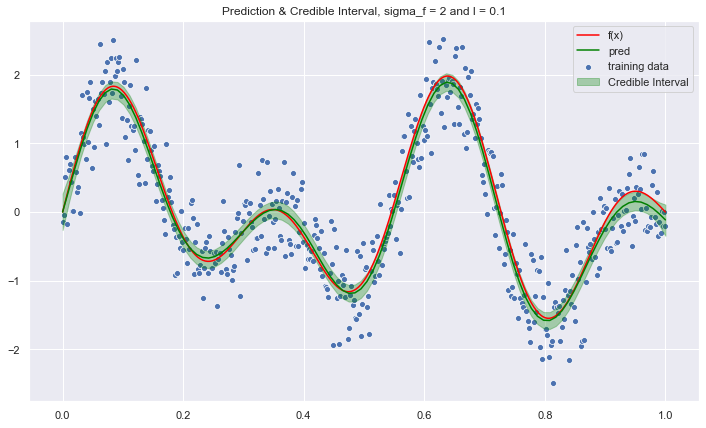 Prediction & Credible Interval, sigma_f = 2 and l = 0.1
f(x)
pred
training data
Credible Interval
2
1
0
−1
−2
0.0 0.2 0.4 0.6 0.8 1.0